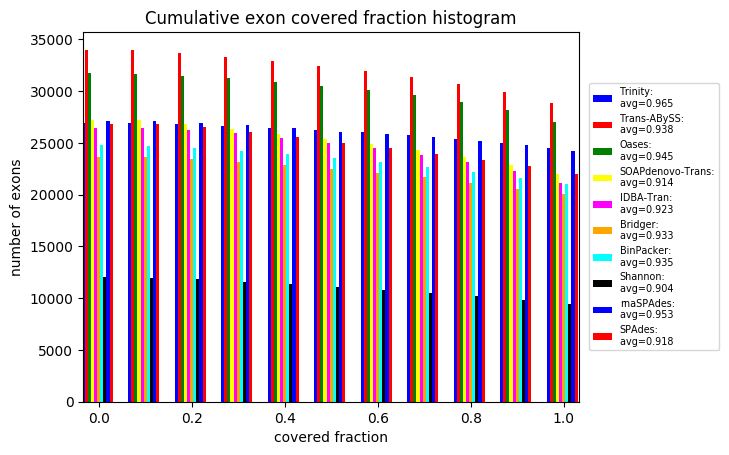 Cumulative exon covered fraction histogram
35000
30000
25000
20000
15000
10000
5000
0
number of exons
0.0 0.2 0.4 0.6 0.8 1.0
covered fraction
Trinity:
avg=0.965
Trans-ABySS:
avg=0.938
Oases:
avg=0.945
SOAPdenovo-Trans:
avg=0.914
IDBA-Tran:
avg=0.923
Bridger:
avg=0.933
BinPacker:
avg=0.935
Shannon:
avg=0.904
rnaSPAdes:
avg=0.953
SPAdes:
avg=0.918